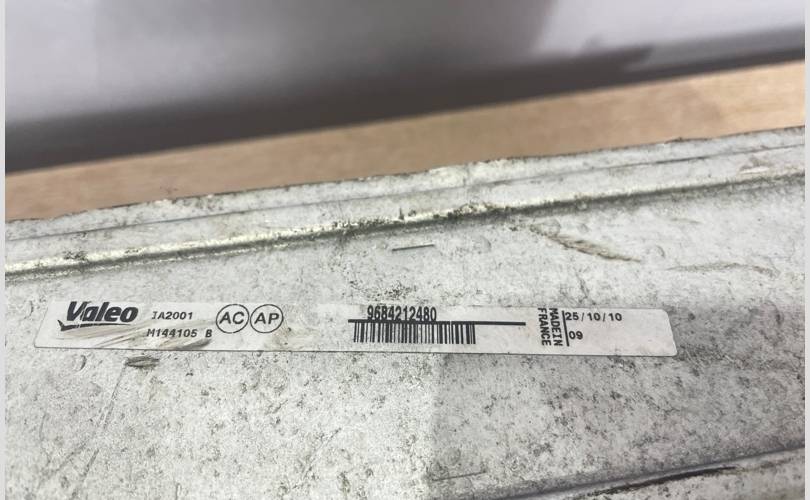 Valeo
IA2001
M144105 B
AC AP
9684212480
MADE IN
FRANCE
25/10/10
09